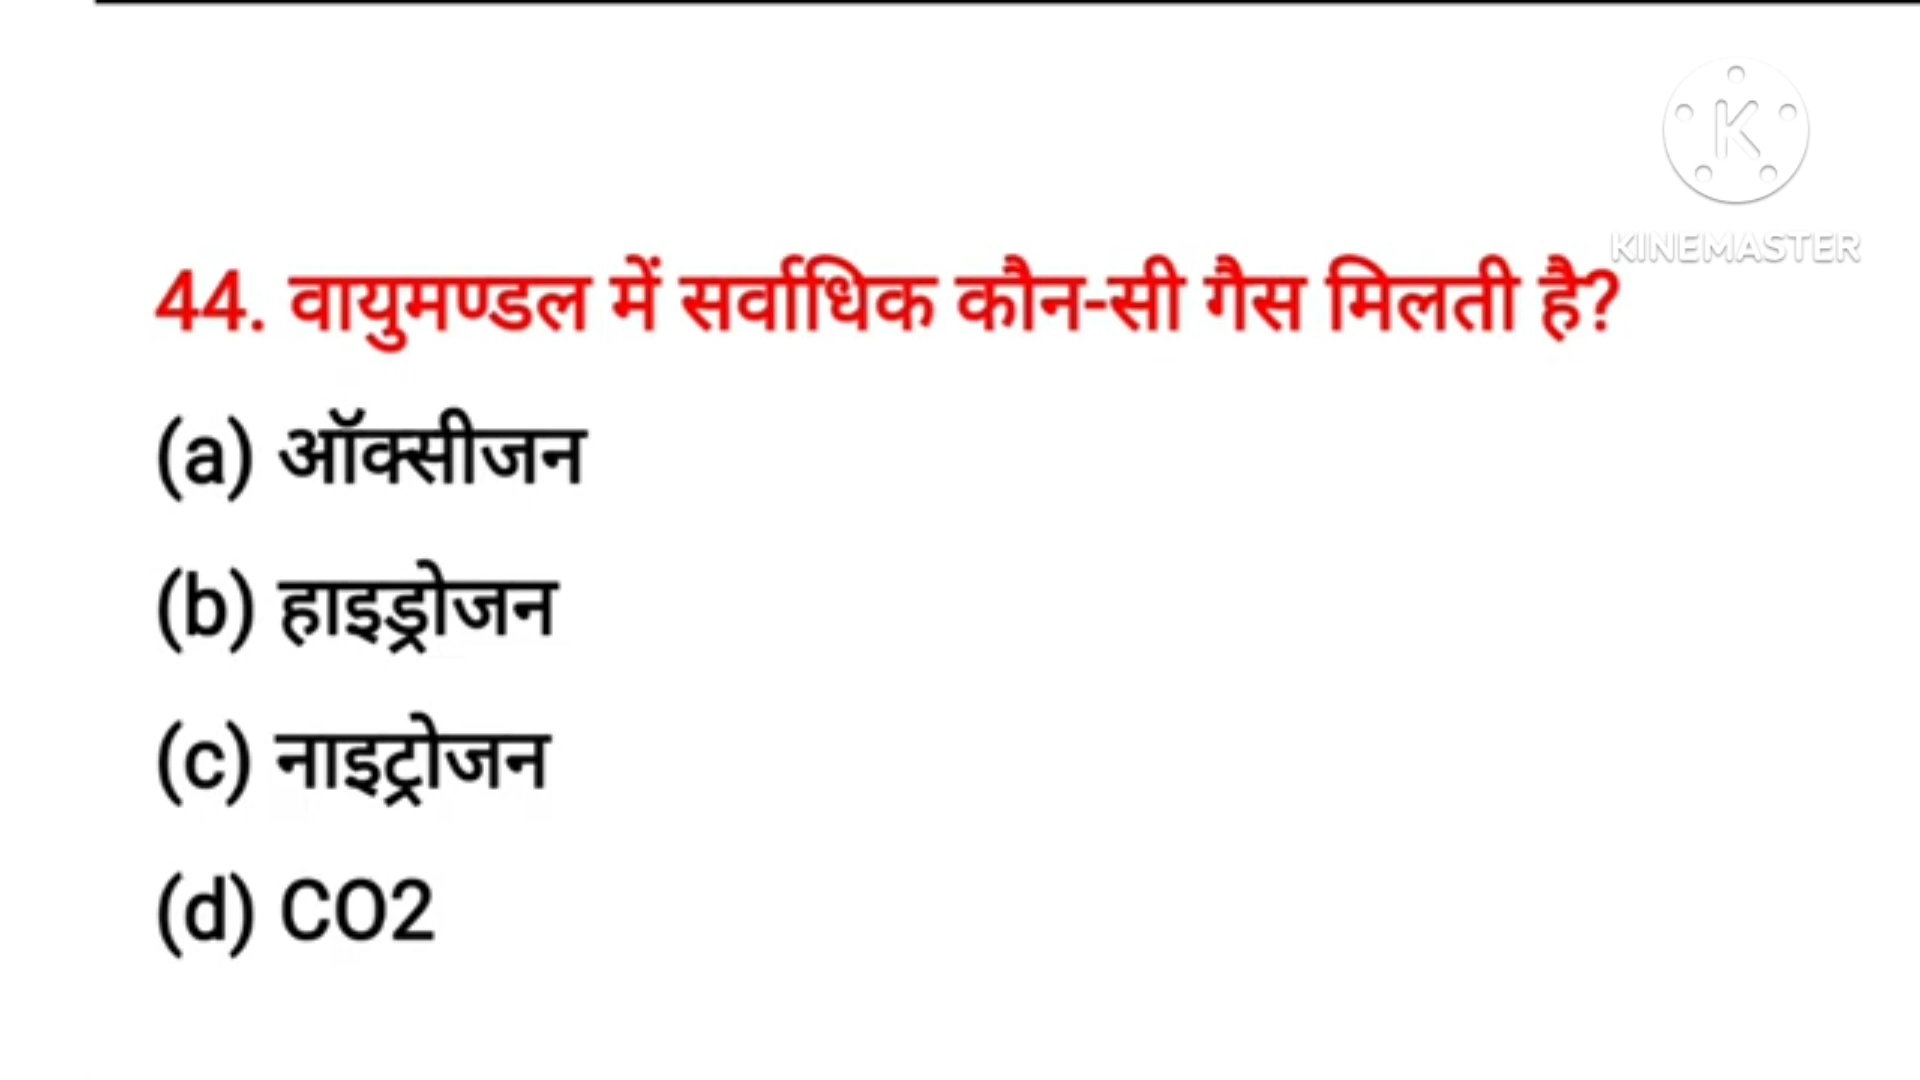 KINEMASTER
44. वायुमण्डल में सर्वाधिक कौन-सी गैस मिलती है?
(a) ऑक्सीजन
(b) हाइड्रोजन
(c) नाइट्रोजन
(d) CO2